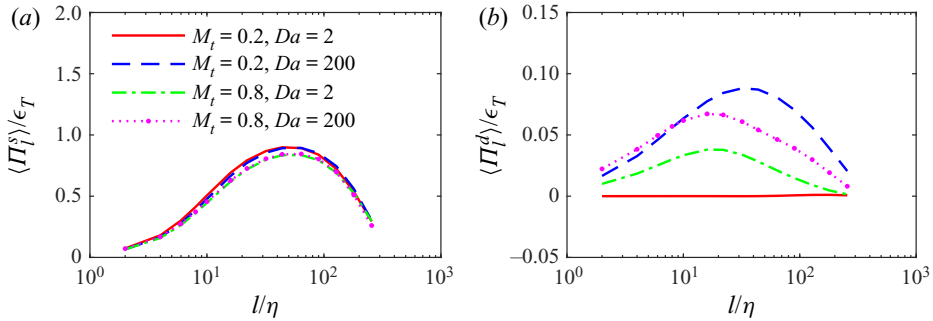 (a)
2.0
1.5
1.0
0.5
0
⟨Π_l^s⟩/ϵ_T
M_t = 0.2, Da = 2
M_t = 0.2, Da = 200
M_t = 0.8, Da = 2
M_t = 0.8, Da = 200
10^0
10^1
10^2
10^3
l/η
(b)
0.15
0.10
0.05
0
−0.05
⟨Π_l^d⟩/ϵ_T
10^0
10^1
10^2
10^3
l/η